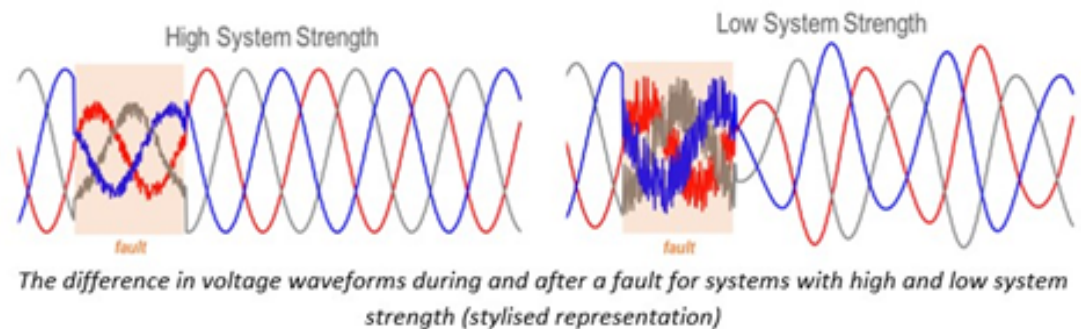 High System Strength
Low System Strength
fault
fault
The difference in voltage waveforms during and after a fault for systems with high and low system
strength (stylised representation)